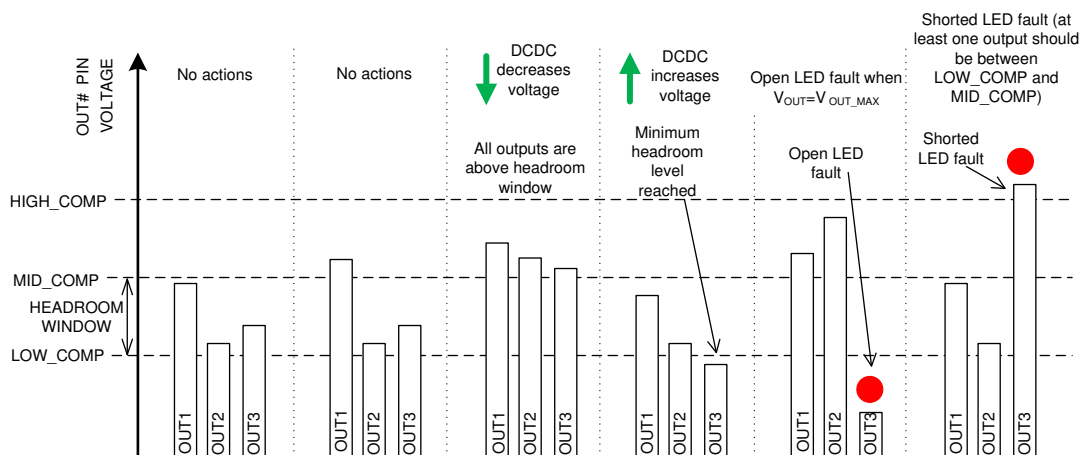 OUT# PIN
VOLTAGE
No actions
No actions
DCDC
decreases
voltage
All outputs are
above headroom
window
DCDC
increases
voltage
Minimum
headroom
level
reached
Open LED fault when
VOUT=VOUT_MAX
Open LED
fault
Shorted LED fault (at
least one output should
be between
LOW_COMP and
MID_COMP)
Shorted
LED fault
HIGH_COMP
MID_COMP
HEADROOM
WINDOW
LOW_COMP
OUT1
OUT2
OUT3
OUT1
OUT2
OUT3
OUT1
OUT2
OUT3
OUT1
OUT2
OUT3
OUT1
OUT2
OUT3
OUT1
OUT2
OUT3